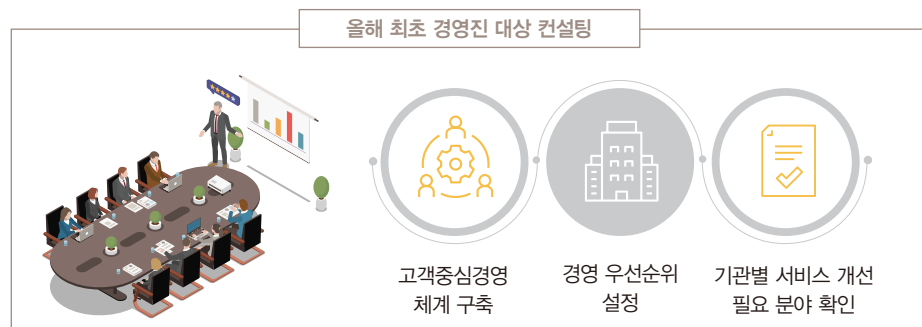 올해 최초 경영진 대상 컨설팅
고객중심경영
체계 구축
경영 우선순위
설정
기관별 서비스 개선
필요 분야 확인